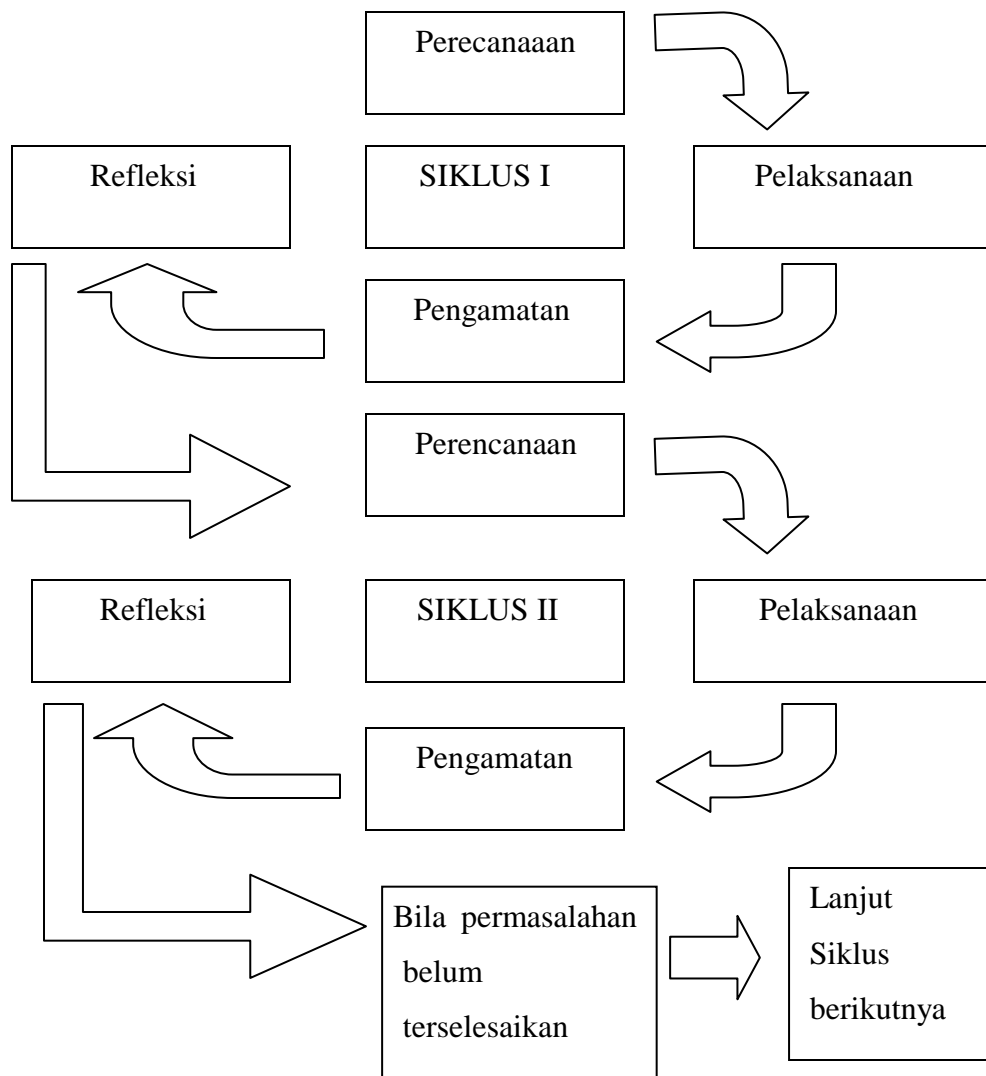 Perecanaaan
Refleksi
SIKLUS I
Pelaksanaan
Pengamatan
Perencanaan
Refleksi
SIKLUS II
Pelaksanaan
Pengamatan
Bila permasalahan
belum
terselesaikan
Lanjut
Siklus
berikutnya